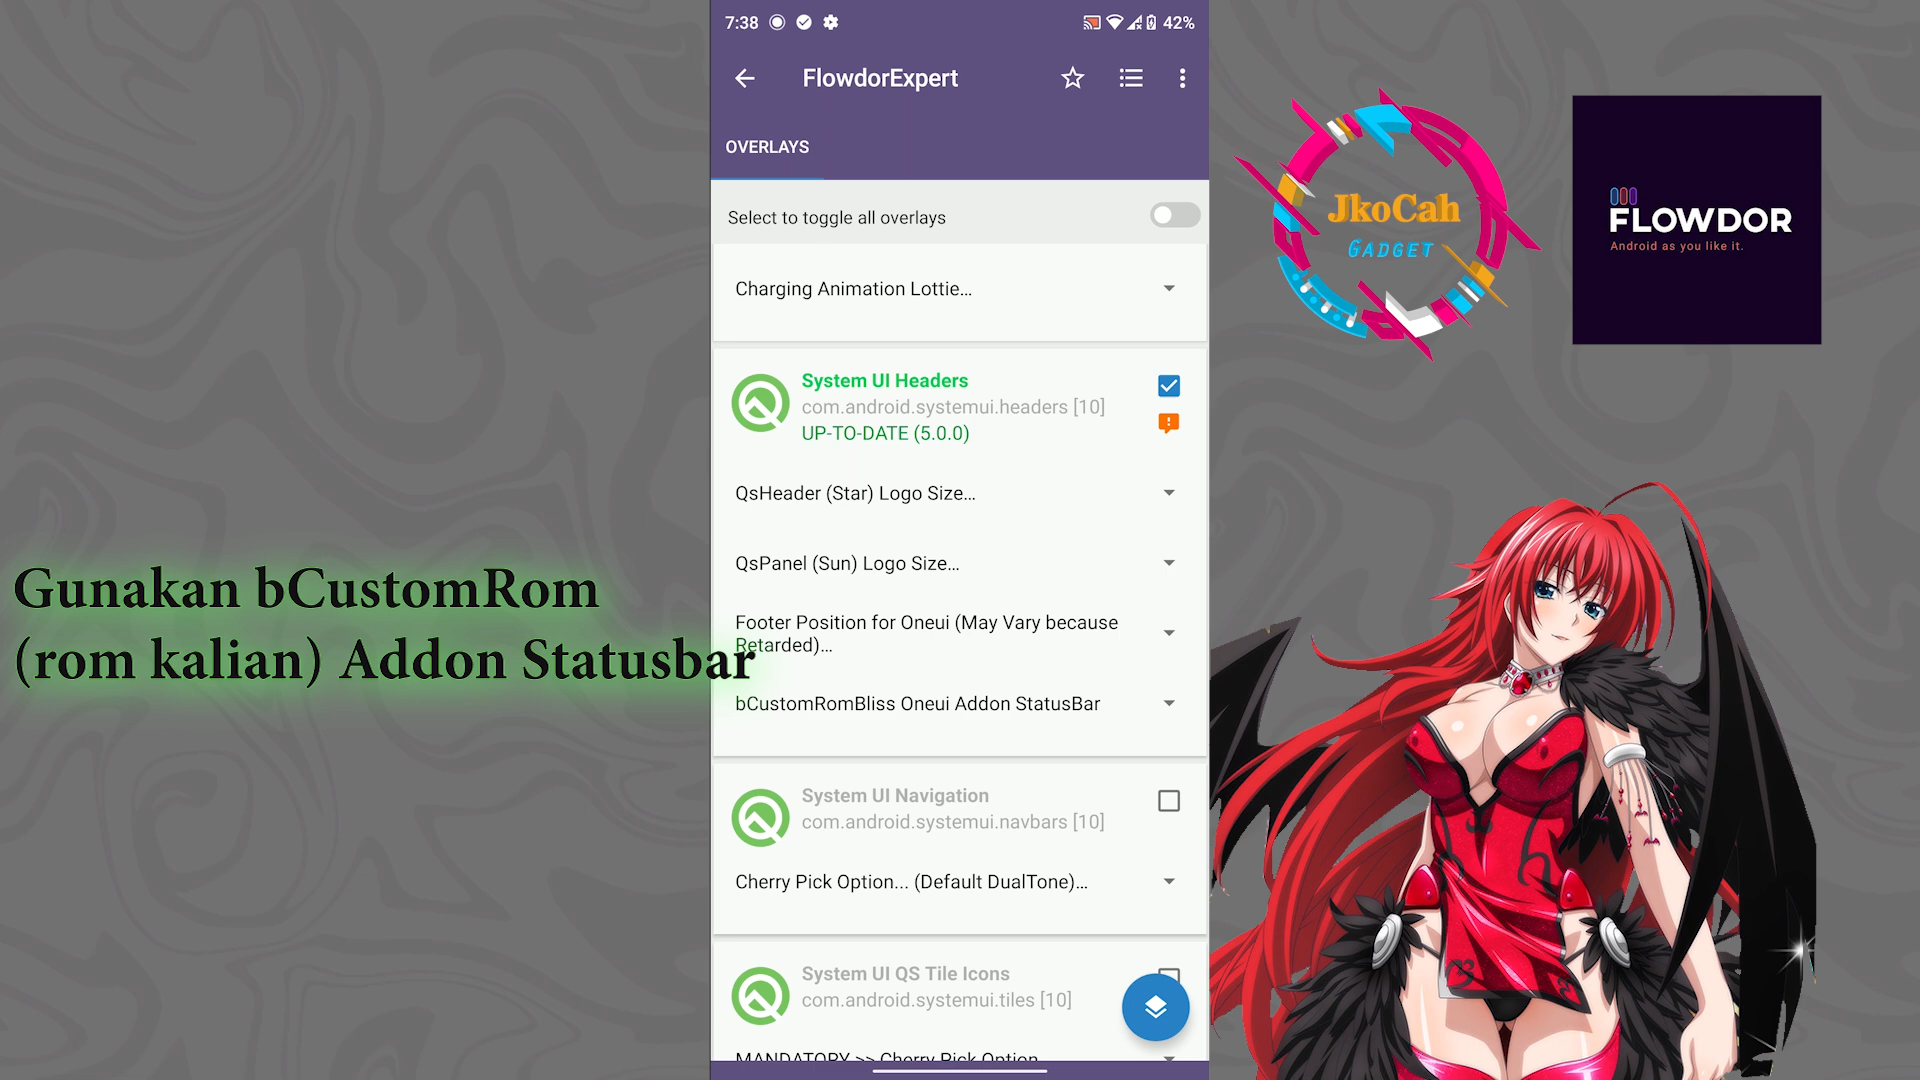 7:38
42%
FlowdorExpert
OVERLAYS
Select to toggle all overlays
Charging Animation Lottie...
System UI Headers
com.android.systemui.headers [10]
UP-TO-DATE (5.0.0)
QsHeader (Star) Logo Size...
QsPanel (Sun) Logo Size...
Footer Position for Oneui (May Vary because
Retarded)...
bCustomRomBliss Oneui Addon StatusBar
System UI Navigation
com.android.systemui.navbars [10]
Cherry Pick Option... (Default DualTone)...
System UI QS Tile Icons
com.android.systemui.tiles [10]
MANDATORY >> Cherry Pick Option
Gunakan bCustomRom
(rom kalian) Addon Statusbar
JkoCah
GADGET
FLOWDOR
Android as you like it.